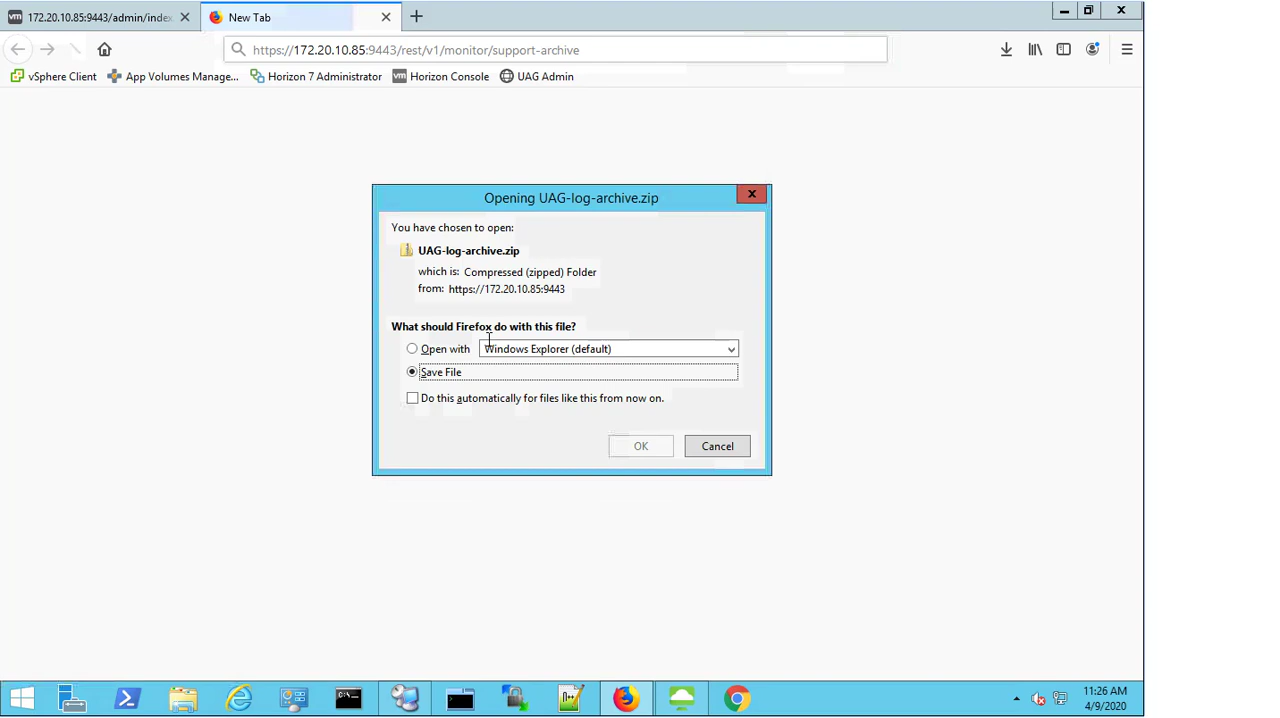 172.20.10.85:9443/admin/index.
New Tab
https://172.20.10.85:9443/rest/v1/monitor/support-archive
vSphere Client
App Volumes Manage...
Horizon 7 Administrator
vm
Horizon Console
UAG Admin
Opening UAG-log-archive.zip
You have chosen to open:
UAG-log-archive.zip
which is: Compressed (zipped) Folder
from: https://172.20.10.85:9443
What should Firefox do with this file?
Open with
Windows Explorer (default)
Save File
Do this automatically for files like this from now on.
OK
Cancel
11:26 AM
4/9/2020